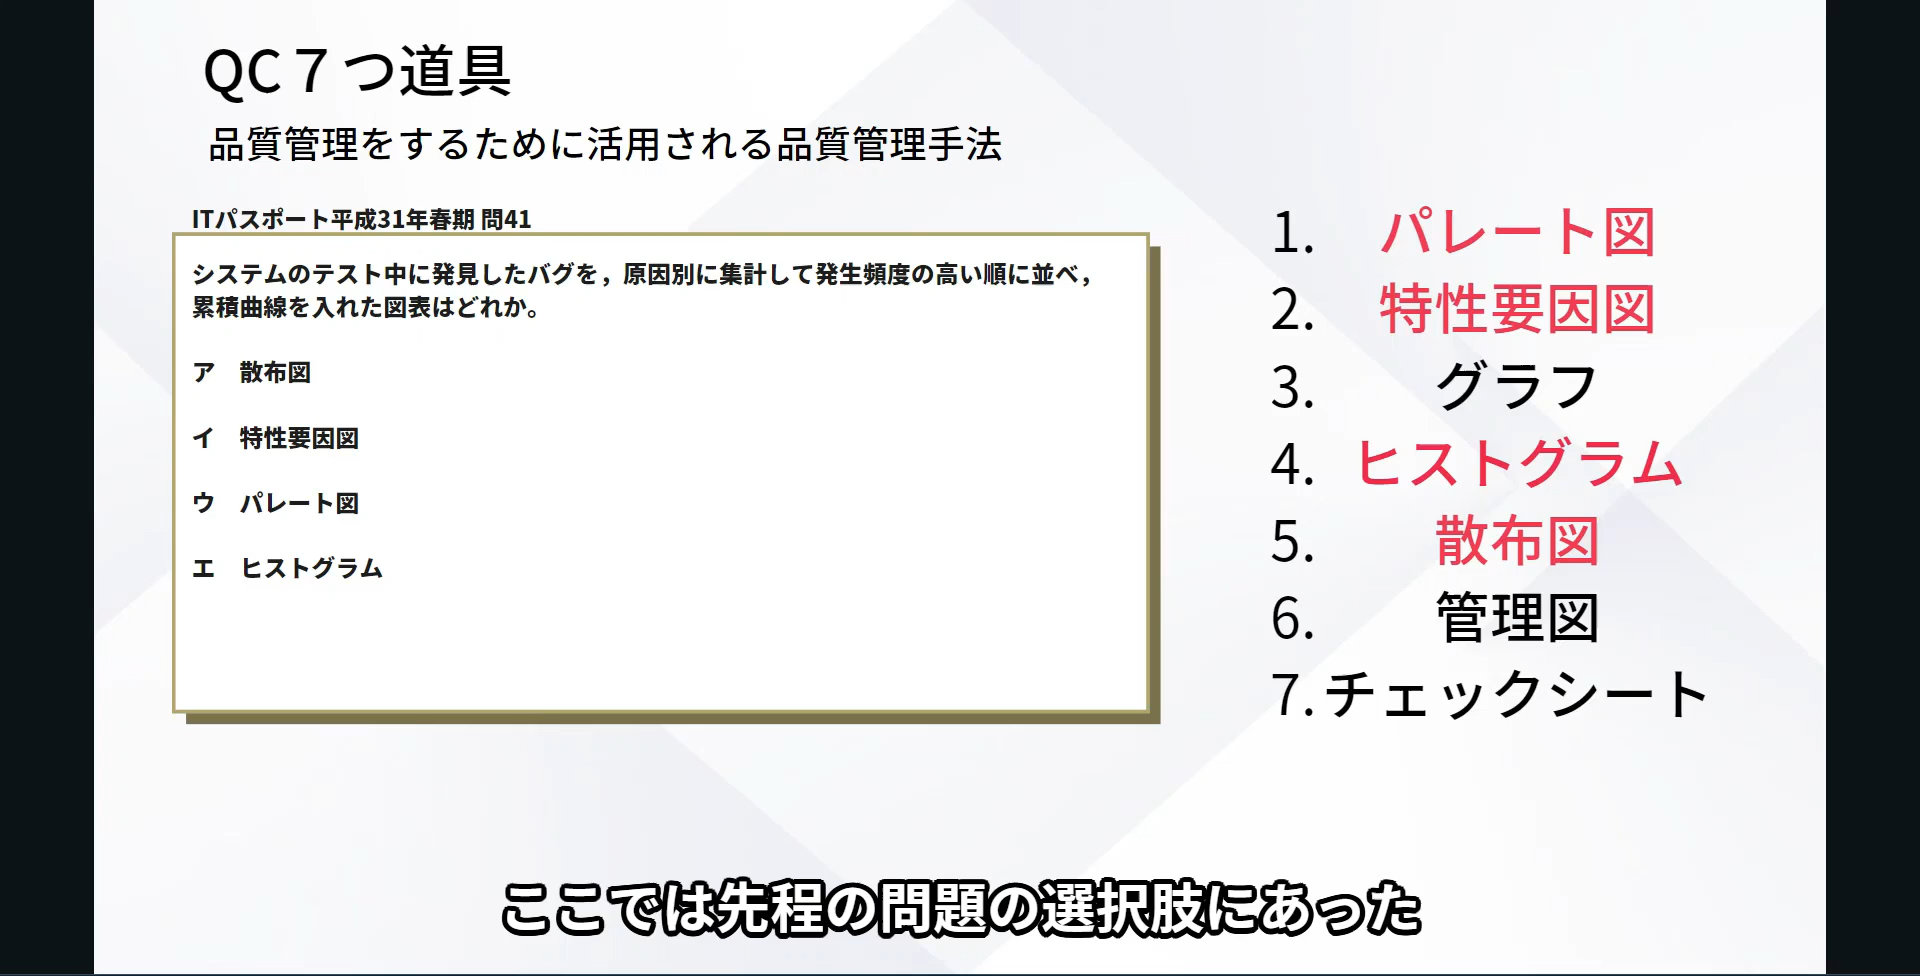 QC７つ道具
品質管理をするために活用される品質管理手法
ITパスポート平成31年春期 問41
システムのテスト中に発見したバグを，原因別に集計して発生頻度の高い順に並べ，
累積曲線を入れた図表はどれか。
ア　散布図
イ　特性要因図
ウ　パレート図
エ　ヒストグラム
1. パレート図
2. 特性要因図
3. グラフ
4. ヒストグラム
5. 散布図
6. 管理図
7. チェックシート
ここでは先程の問題の選択肢にあった